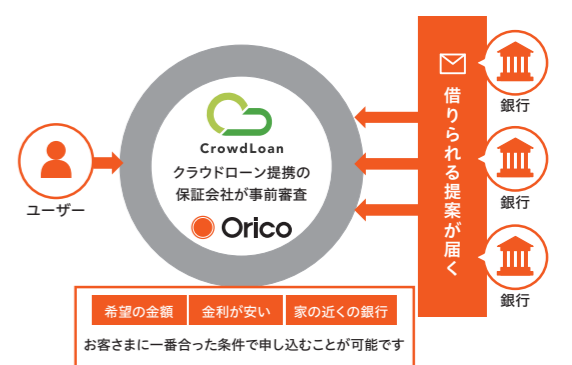 CrowdLoan
クラウドローン提携の
保証会社が事前審査
Orico
ユーザー
借りられる提案が届く
銀行
銀行
銀行
希望の金額
金利が安い
家の近くの銀行
お客さまに一番合った条件で申し込むことが可能です